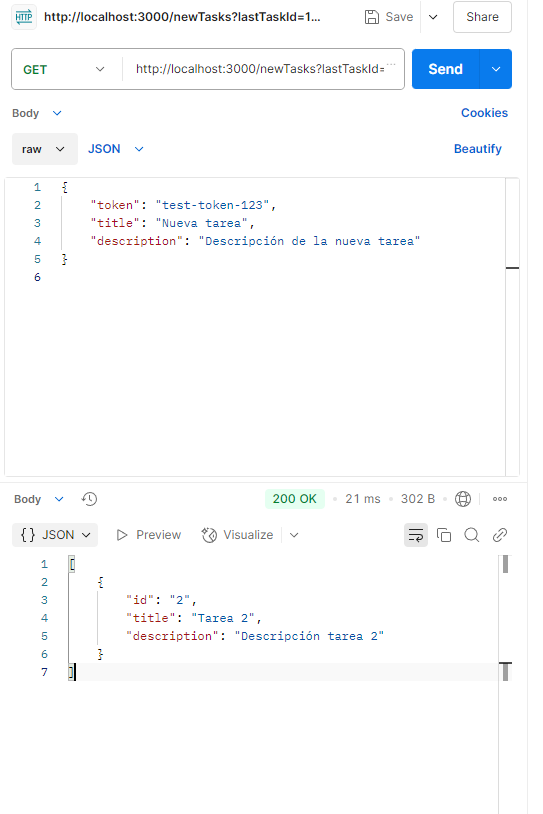 HTTP http://localhost:3000/newTasks?lastTaskId=1... Save Share
GET http://localhost:3000/newTasks?lastTaskId= ... Send
Body Cookies
raw JSON Beautify
1 {
2 "token": "test-token-123",
3 "title": "Nueva tarea",
4 "description": "Descripción de la nueva tarea"
5 }
6
Body 200 OK • 21 ms • 302 B •
{} JSON Preview Visualize
1 [
2 {
3 "id": "2",
4 "title": "Tarea 2",
5 "description": "Descripción tarea 2"
6 }
7 ]